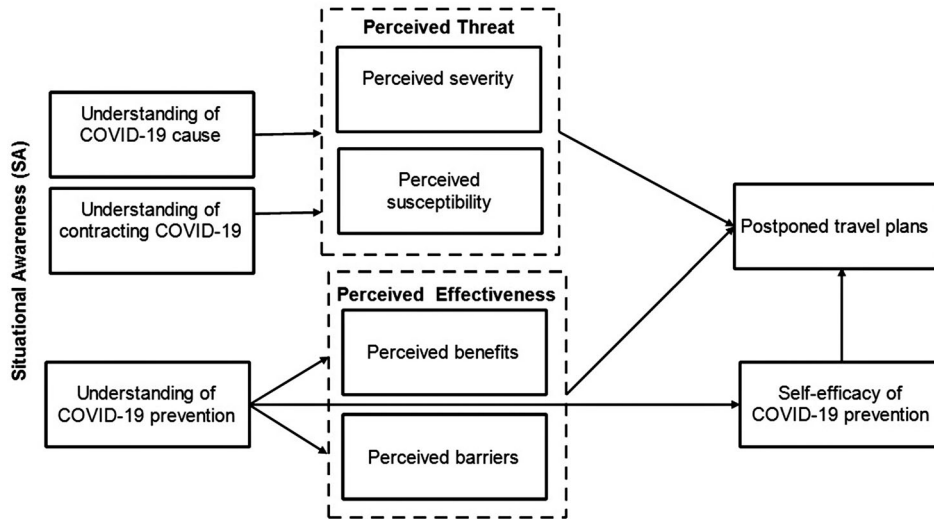 Situational Awareness (SA)
Perceived Threat
Perceived severity
Understanding of
COVID-19 cause
Perceived
susceptibility
Understanding of
contracting COVID-19
Postponed travel plans
Perceived Effectiveness
Perceived benefits
Understanding of
COVID-19 prevention
Self-efficacy of
COVID-19 prevention
Perceived barriers